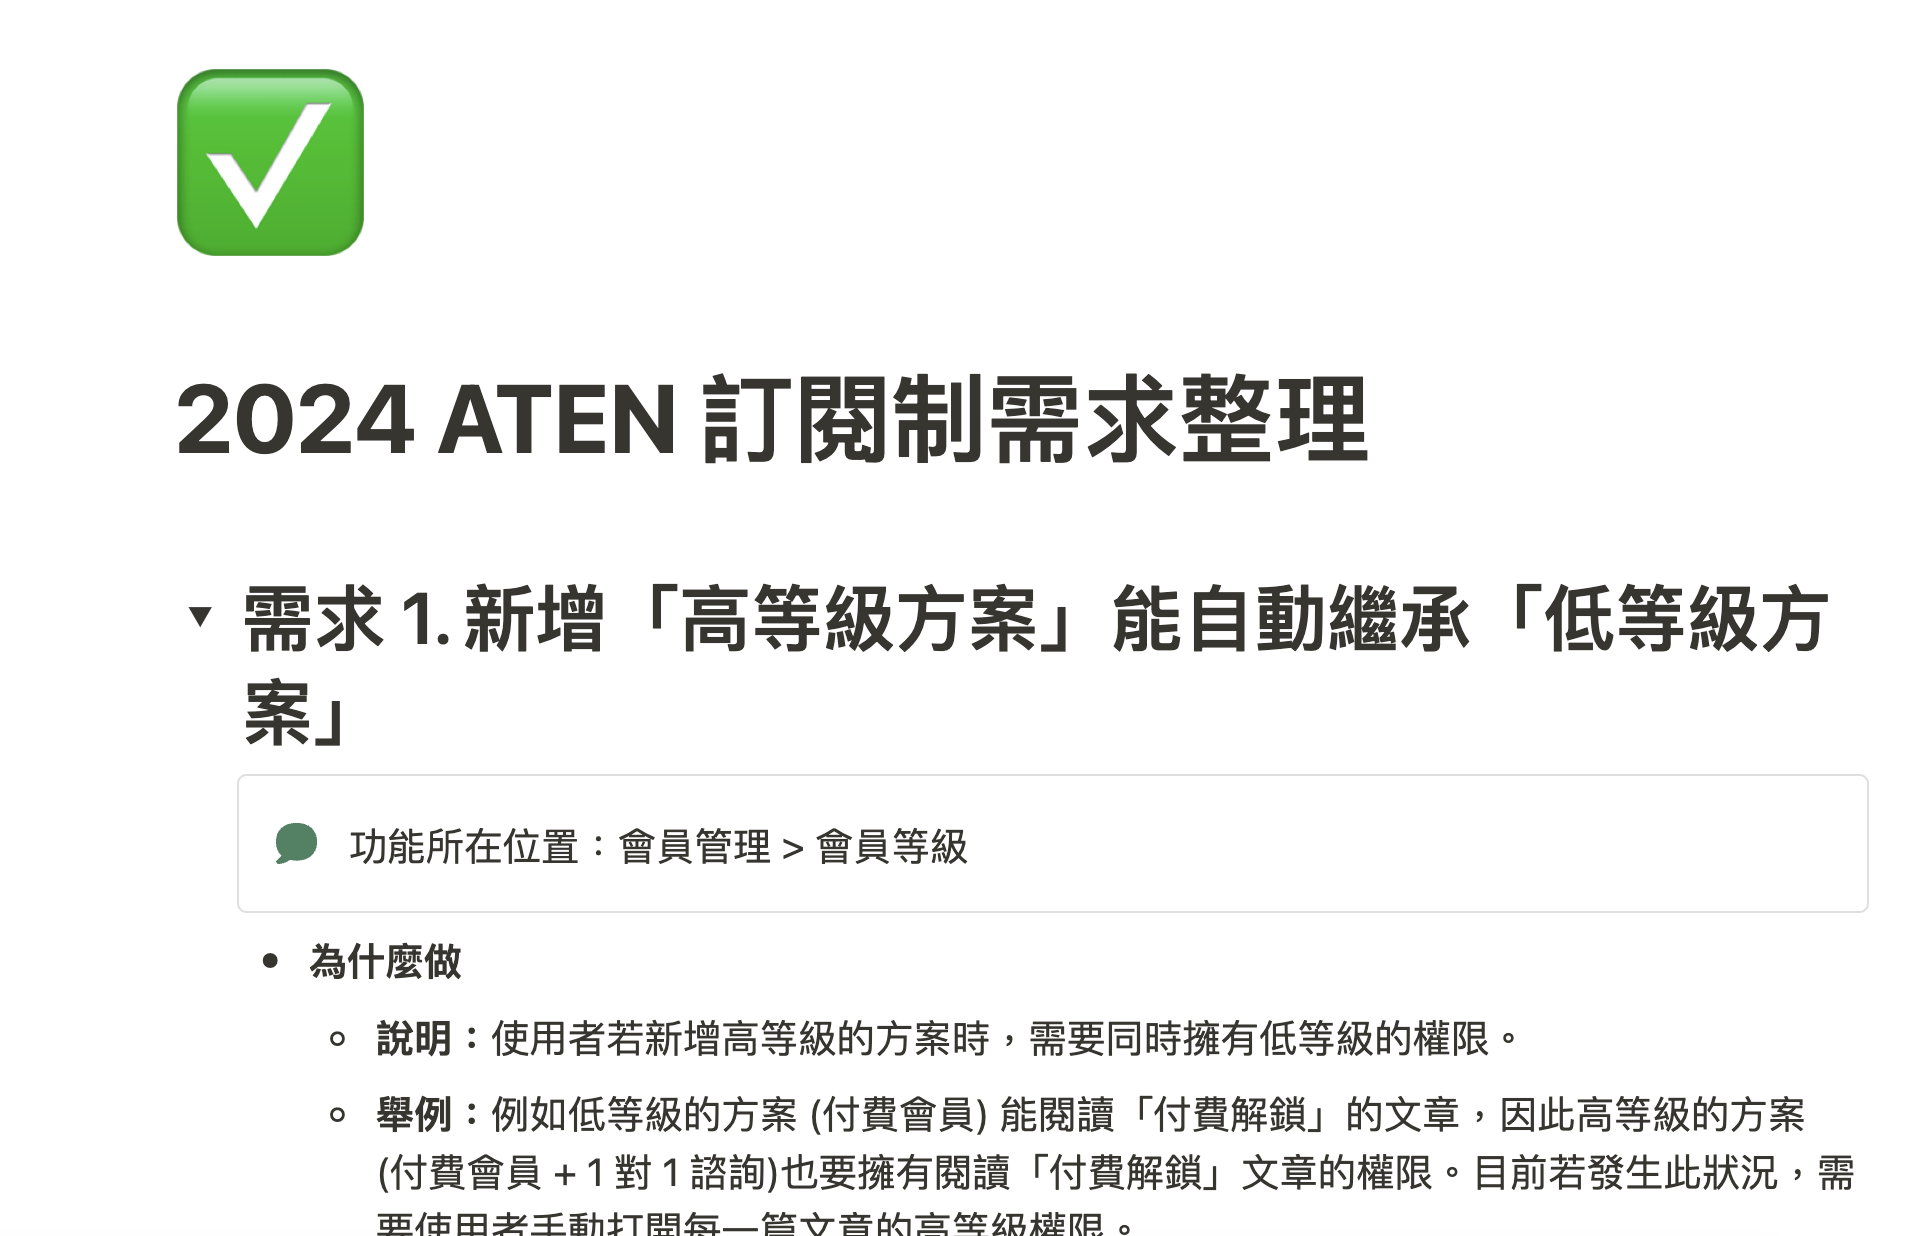 2024 ATEN 訂閱制需求整理
需求 1. 新增「高等級方案」能自動繼承「低等級方
案」
功能所在位置：會員管理 > 會員等級
為什麼做
說明：使用者若新增高等級的方案時，需要同時擁有低等級的權限。
舉例：例如低等級的方案 (付費會員) 能閱讀「付費解鎖」的文章，因此高等級的方案
(付費會員 + 1 對 1 諮詢)也要擁有閱讀「付費解鎖」文章的權限。目前若發生此狀況，需
要使用者手動打開每一篇文章的高等級權限。